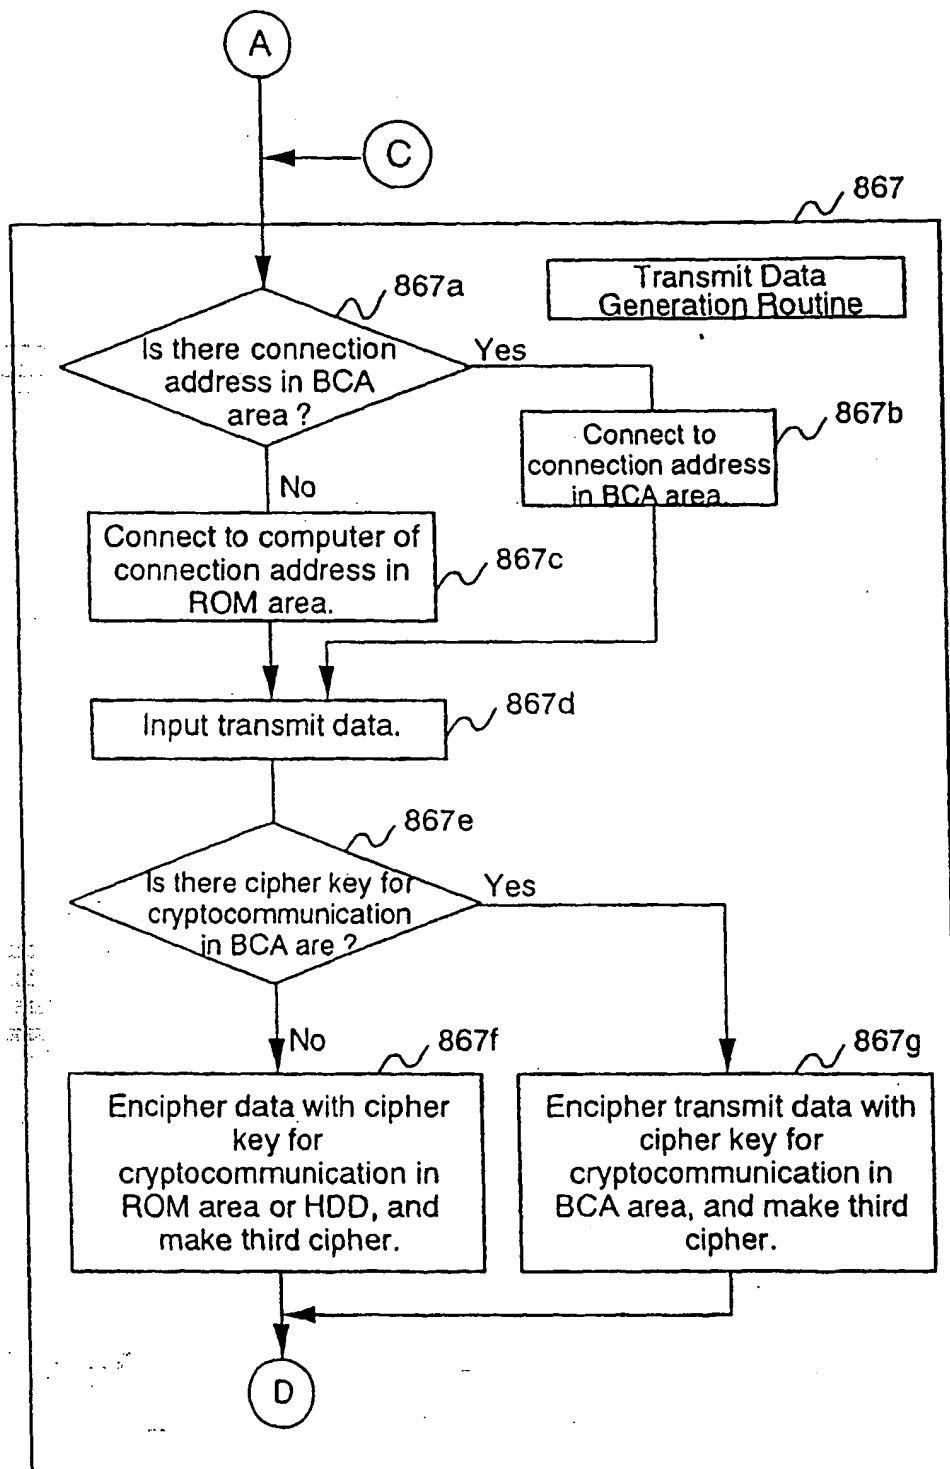 A
C
867
Transmit Data
Generation Routine
867a
Is there connection
address in BCA
area ?
Yes
867b
Connect to
connection address
in BCA area.
No
Connect to computer of
connection address in
ROM area.
867c
Input transmit data.
867d
867e
Is there cipher key for
cryptocommunication
in BCA are ?
Yes
No
867f
Encipher data with cipher
key for
cryptocommunication in
ROM area or HDD, and
make third cipher.
867g
Encipher transmit data with
cipher key for
cryptocommunication in
BCA area, and make third
cipher.
D